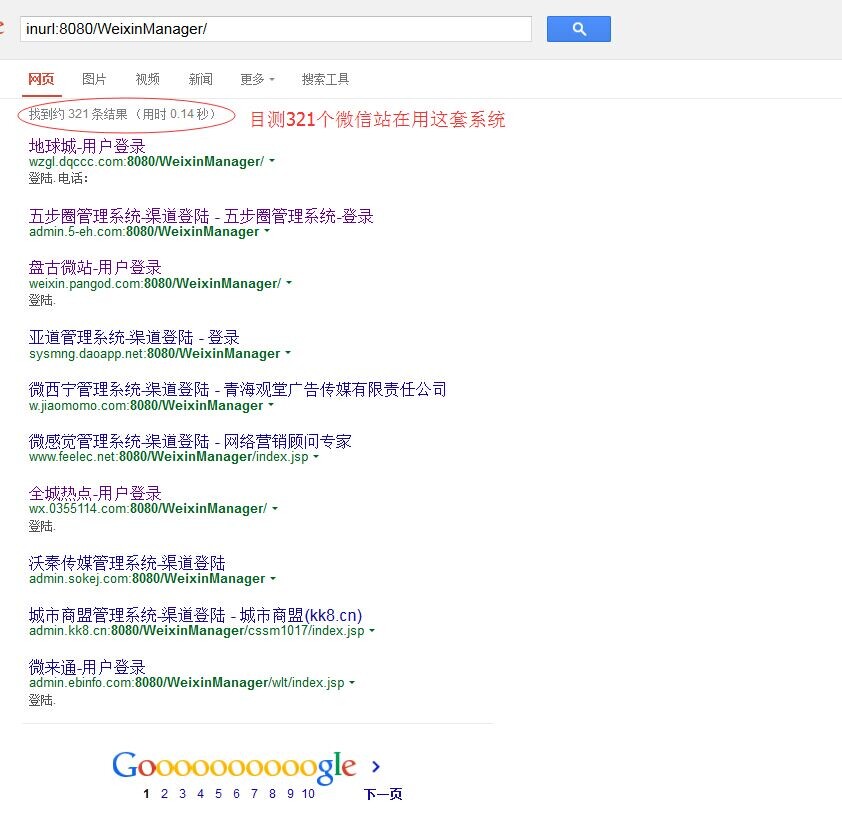 e
inurl:8080/WeixinManager/
网页 图片 视频 新闻 更多 搜索工具
找到约 321 条结果 （用时 0.14 秒） 目测321个微信站在用这套系统
地球城-用户登录
wzgl.dqccc.com:8080/WeixinManager/
登陆. 电话：
五步圈管理系统-渠道登陆 - 五步圈管理系统-登录
admin.5-eh.com:8080/WeixinManager
盘古微站-用户登录
weixin.pangod.com:8080/WeixinManager/
登陆.
亚道管理系统-渠道登陆 - 登录
sysmng.daoapp.net:8080/WeixinManager
微西宁管理系统-渠道登陆 - 青海观堂广告传媒有限责任公司
w.jiaomomo.com:8080/WeixinManager
微感觉管理系统-渠道登陆 - 网络营销顾问专家
www.feelec.net:8080/WeixinManager/index.jsp
全城热点-用户登录
wx.0355114.com:8080/WeixinManager/
登陆.
沃秦传媒管理系统-渠道登陆
admin.sokej.com:8080/WeixinManager
城市商盟管理系统-渠道登陆 - 城市商盟(kk8.cn)
admin.kk8.cn:8080/WeixinManager/cssm1017/index.jsp
微来通-用户登录
admin.ebinfo.com:8080/WeixinManager/wlt/index.jsp
登陆.
Goooooooooogle
1 2 3 4 5 6 7 8 9 10 下一页